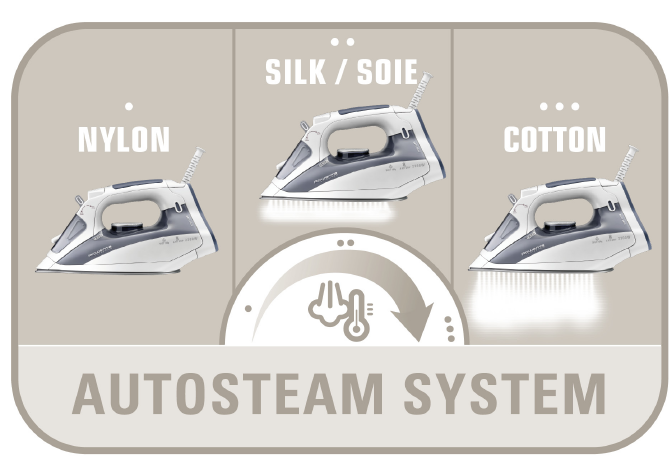 NYLON
SILK / SOIE
COTTON
AUTOSTEAM SYSTEM